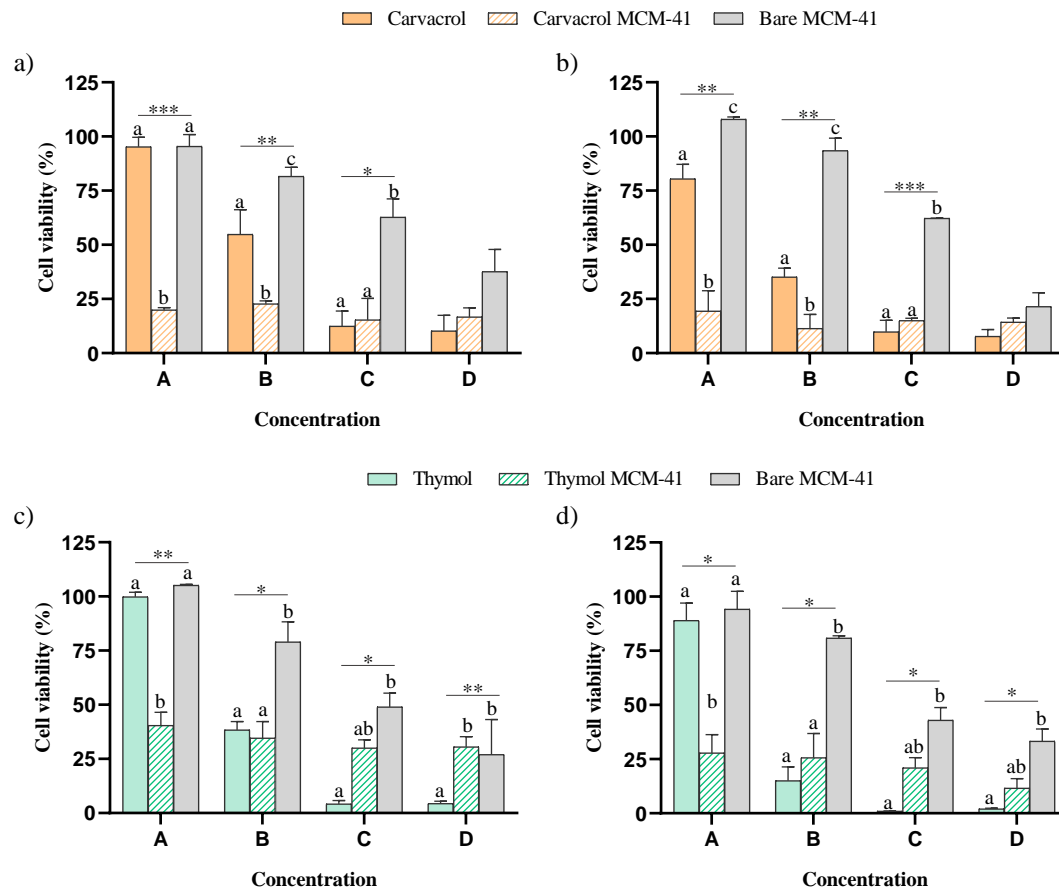 Carvacrol Carvacrol MCM-41 Bare MCM-41
a)
Cell viability (%)
125
100
75
50
25
0
*** ** *
a b a
a b c
a a b
A B C D
Concentration
b)
Cell viability (%)
125
100
75
50
25
0
** ** ***
a b c
a b c
a a b
A B C D
Concentration
Thymol Thymol MCM-41 Bare MCM-41
c)
Cell viability (%)
125
100
75
50
25
0
** * * **
a b a
a a b
a ab b
a b b
A B C D
Concentration
d)
Cell viability (%)
125
100
75
50
25
0
* * * *
a b a
a a b
a ab b
a ab b
A B C D
Concentration